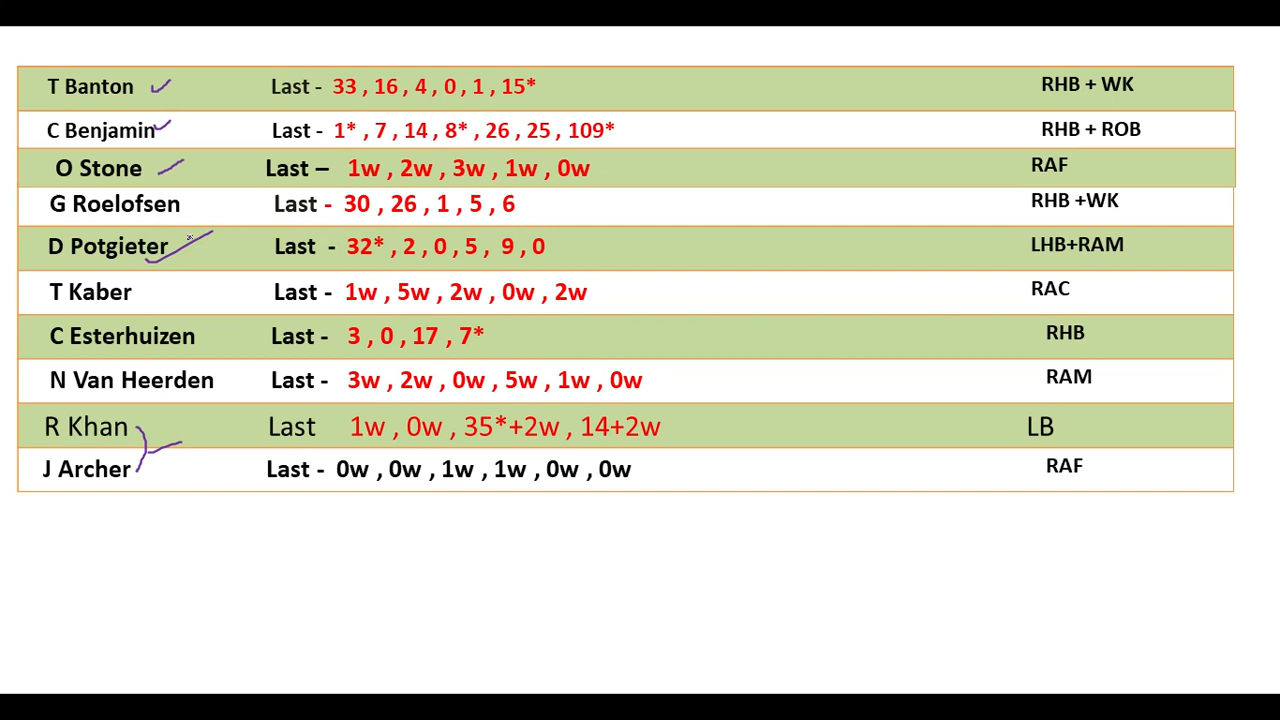 T Banton Last - 33 , 16 , 4 , 0 , 1 , 15* RHB + WK
C Benjamin Last - 1* , 7 , 14 , 8* , 26 , 25 , 109* RHB + ROB
O Stone Last – 1w , 2w , 3w , 1w , 0w RAF
G Roelofsen Last - 30 , 26 , 1 , 5 , 6 RHB +WK
D Potgieter Last - 32* , 2 , 0 , 5 , 9 , 0 LHB+RAM
T Kaber Last - 1w , 5w , 2w , 0w , 2w RAC
C Esterhuizen Last - 3 , 0 , 17 , 7* RHB
N Van Heerden Last - 3w , 2w , 0w , 5w , 1w , 0w RAM
R Khan Last 1w , 0w , 35*+2w , 14+2w LB
J Archer Last - 0w , 0w , 1w , 1w , 0w , 0w RAF